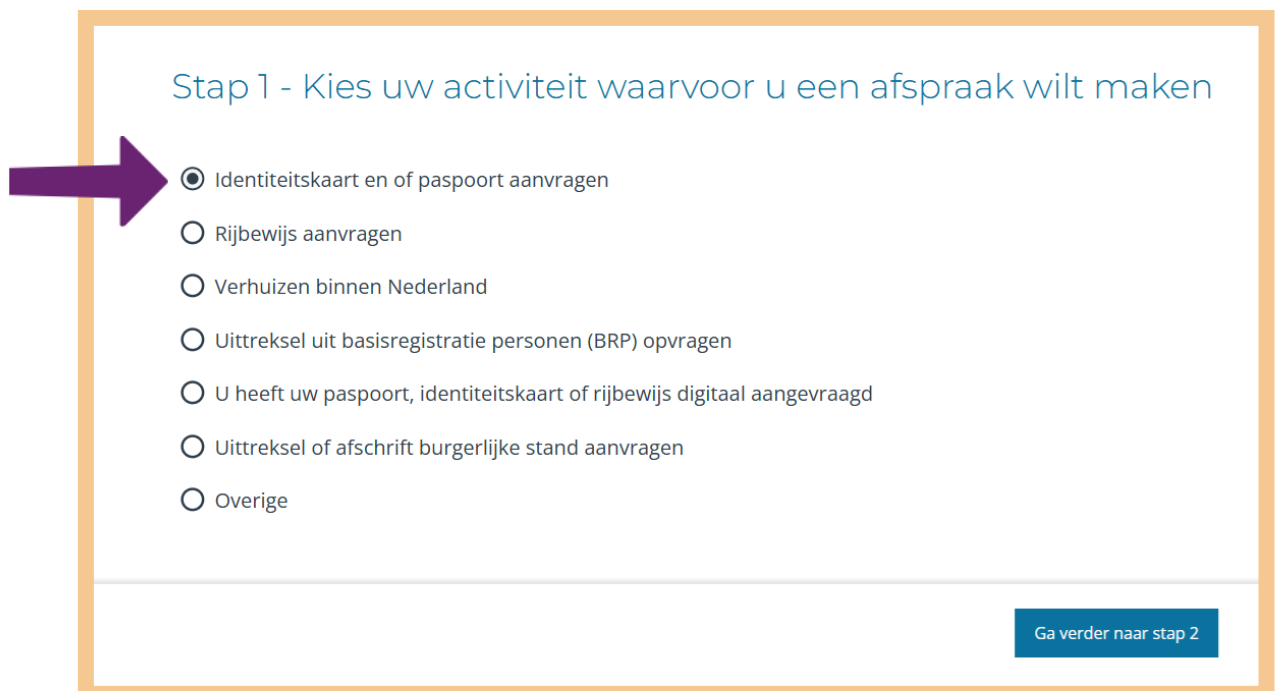 Stap 1 - Kies uw activiteit waarvoor u een afspraak wilt maken
Identiteitskaart en of paspoort aanvragen
Rijbewijs aanvragen
Verhuizen binnen Nederland
Uittreksel uit basisregistratie personen (BRP) opvragen
U heeft uw paspoort, identiteitskaart of rijbewijs digitaal aangevraagd
Uittreksel of afschrift burgerlijke stand aanvragen
Overige
Ga verder naar stap 2